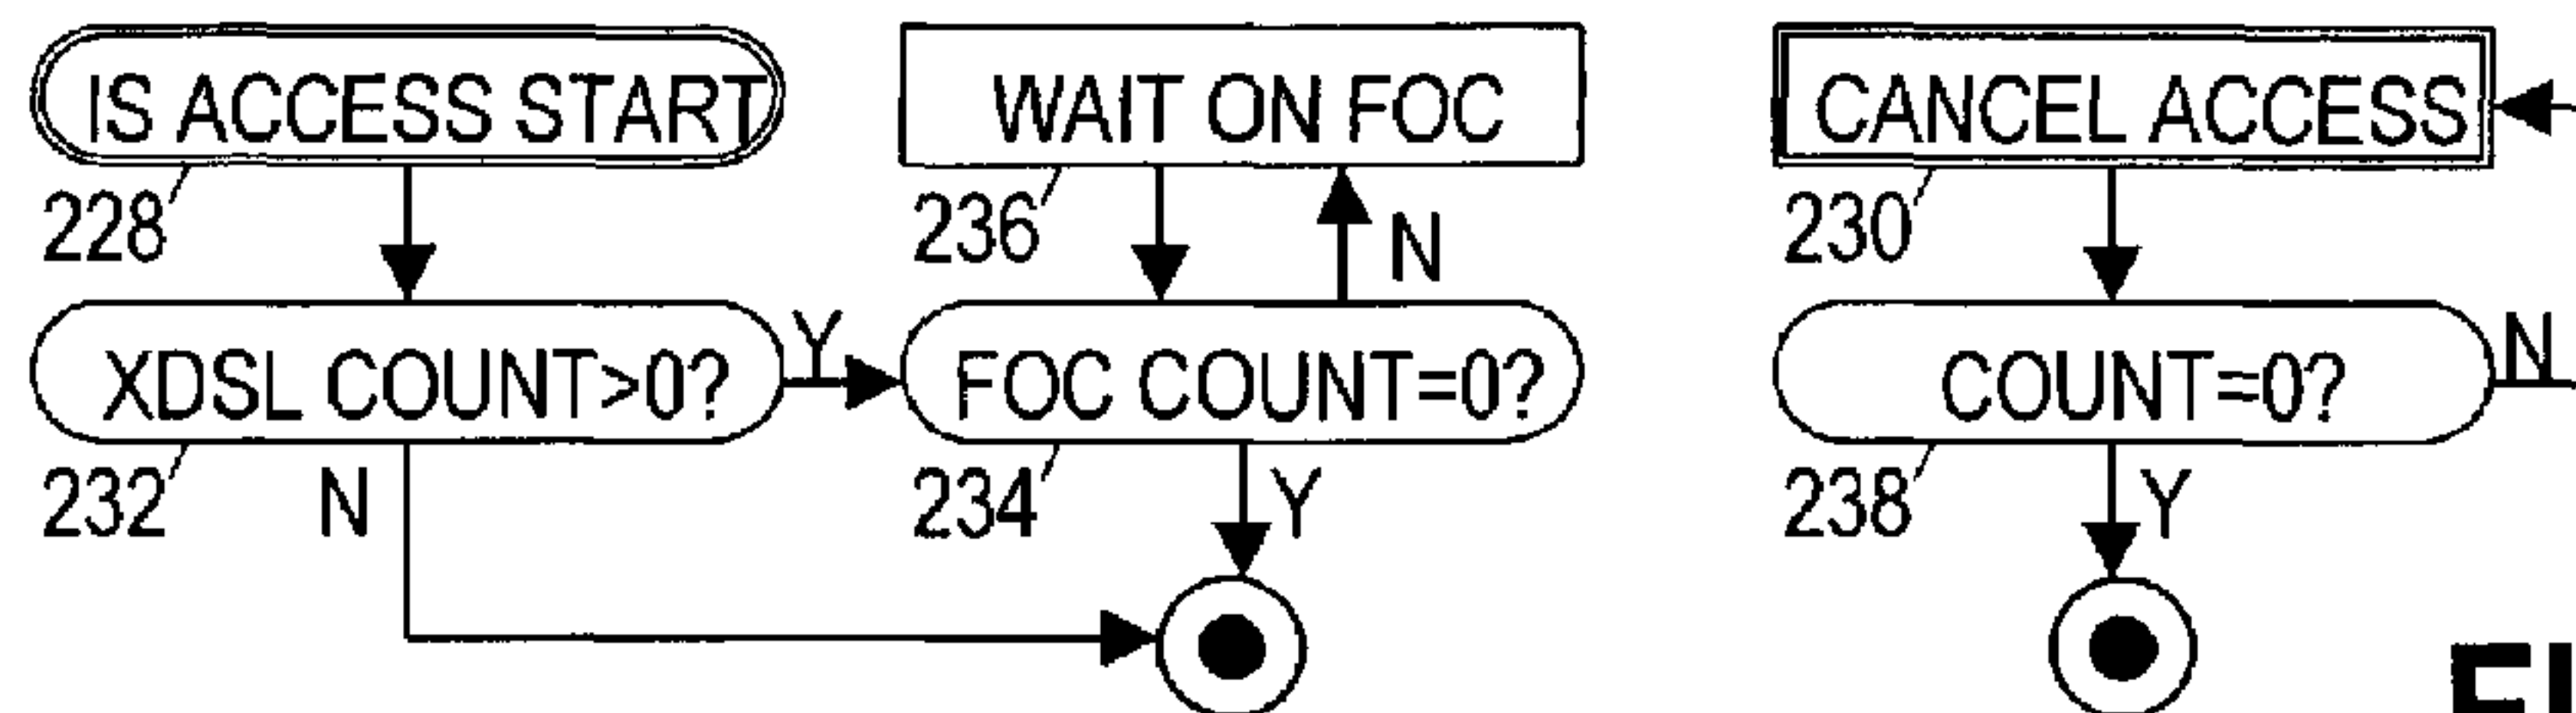 IS ACCESS START
228
XDSL COUNT>0?
232
Y
N
WAIT ON FOC
236
N
FOC COUNT=0?
234
Y
CANCEL ACCESS
230
COUNT=0?
238
N
Y